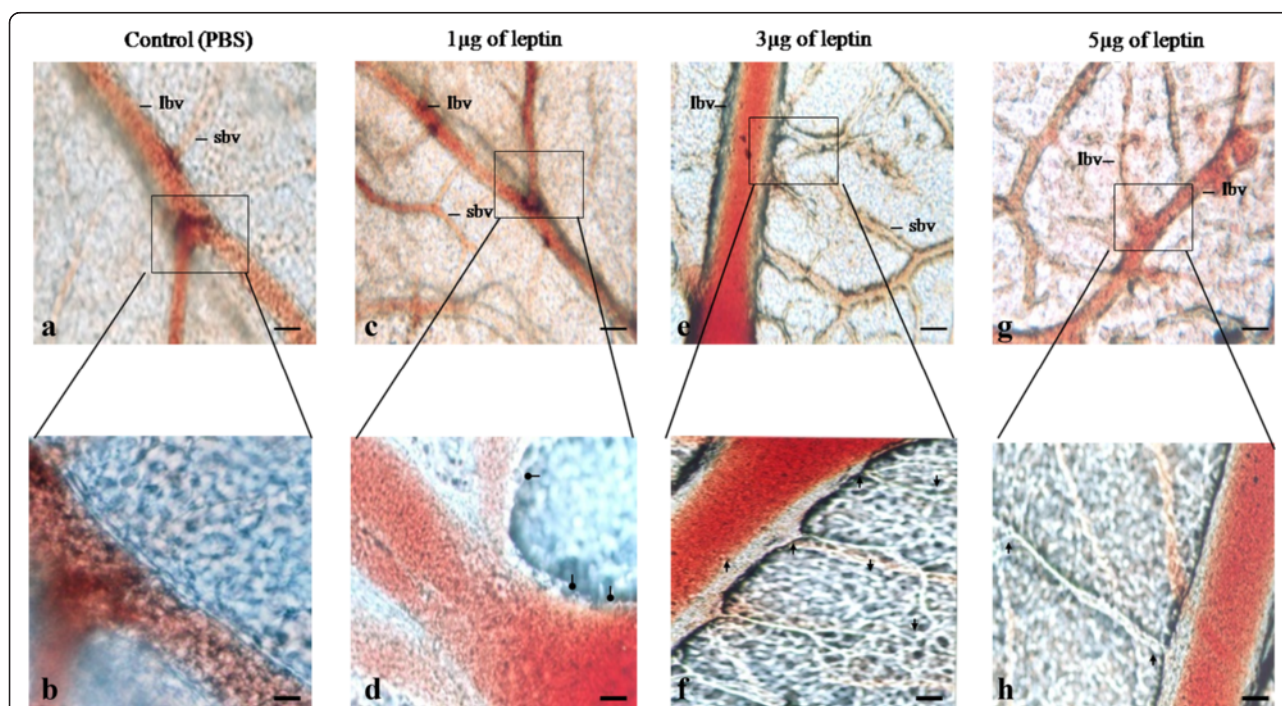 Control (PBS)
1μg of leptin
3μg of leptin
5μg of leptin
lbv
sbv
a
lbv
sbv
c
lbv
sbv
e
lbv
lbv
g
b
d
f
h